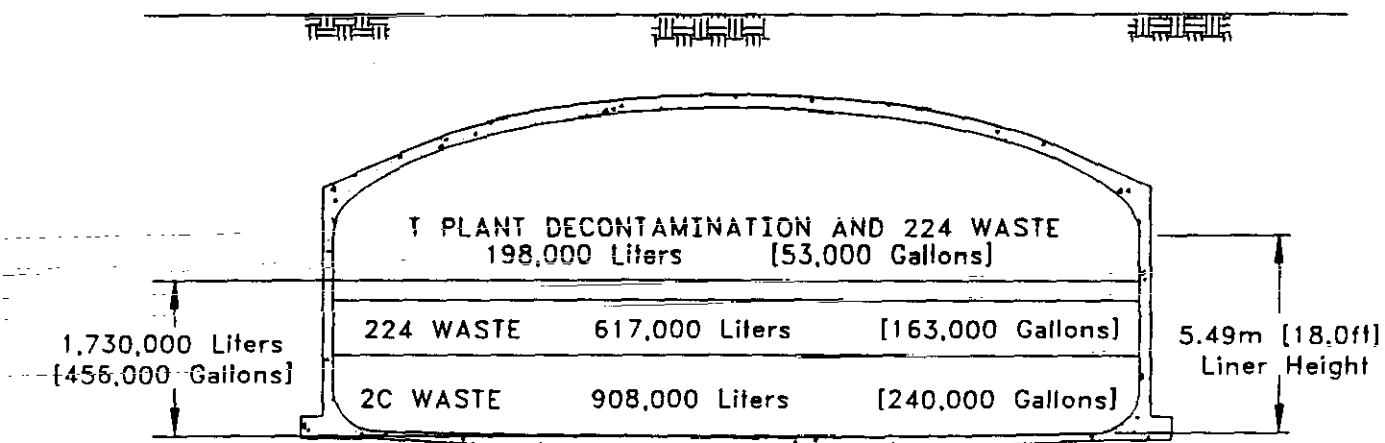 T PLANT DECONTAMINATION AND 224 WASTE
198,000 Liters [53,000 Gallons]
224 WASTE 617,000 Liters [163,000 Gallons]
2C WASTE 908,000 Liters [240,000 Gallons]
1,730,000 Liters
[456,000 Gallons]
5.49m [18.0ft]
Liner Height